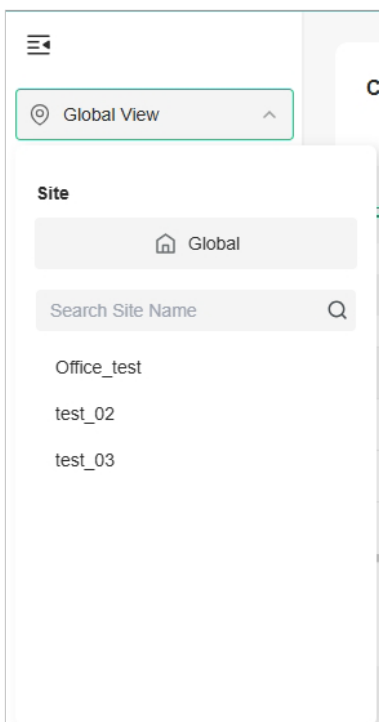 C
Global View
Site
Global
Search Site Name
Office_test
test_02
test_03